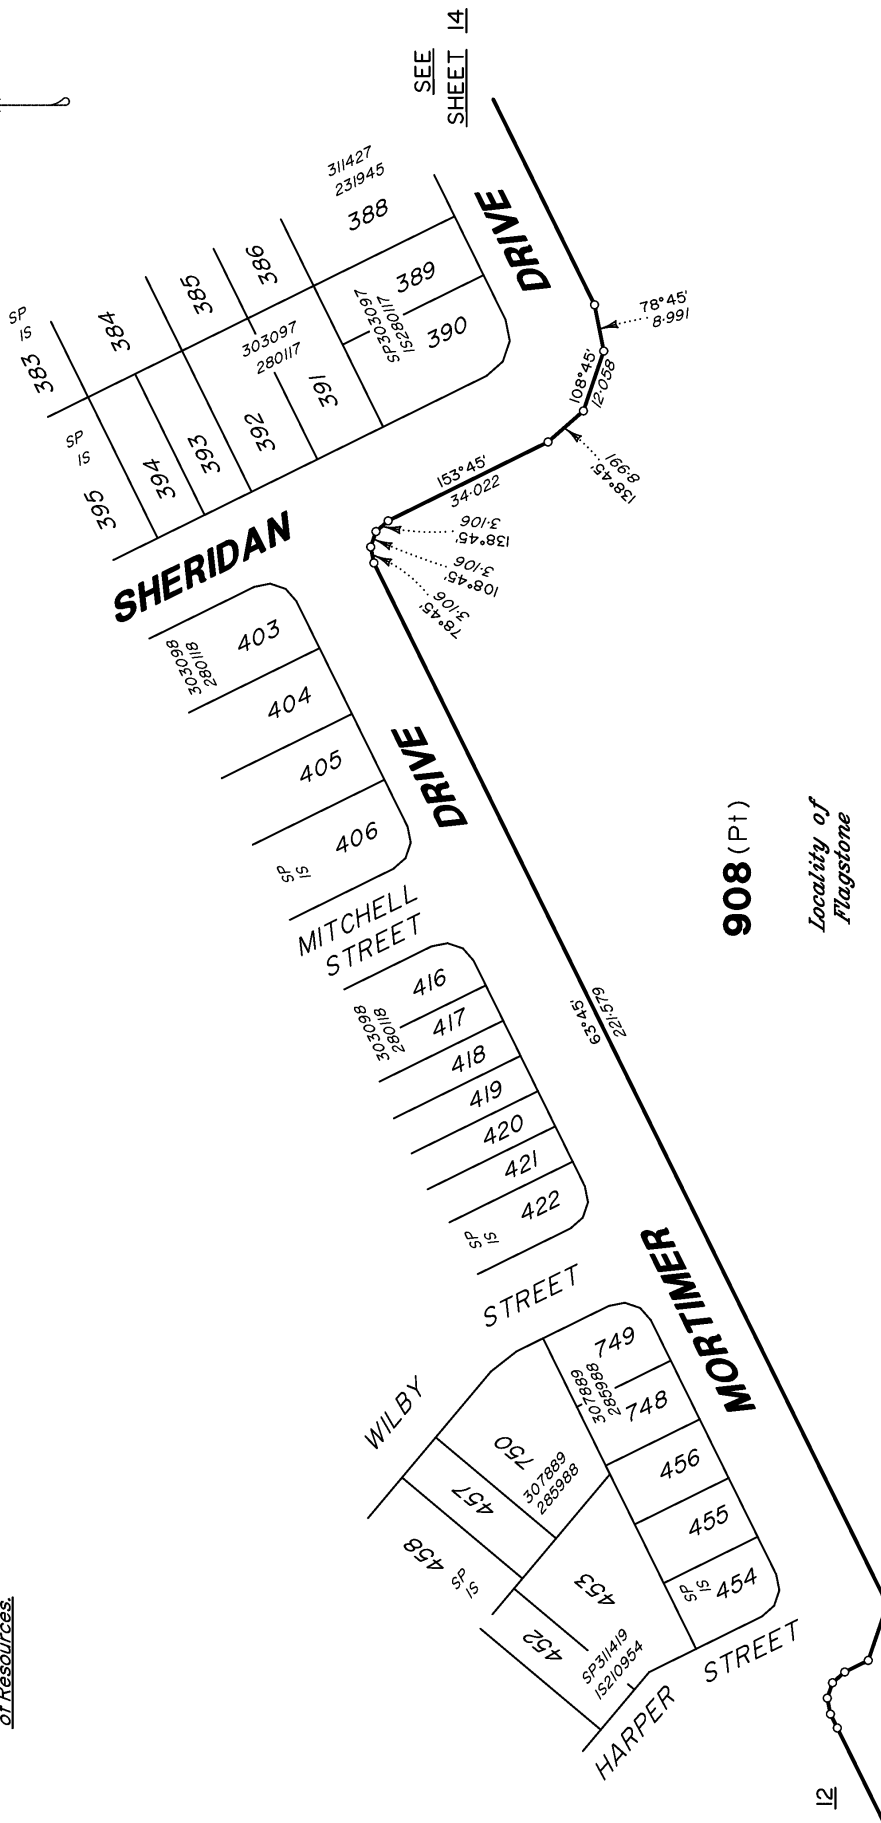 SEE
SHEET 14
311427
231945
388
DRIVE
SP
IS
383
384
385
386
389
SP303097
IS280117
390
303097
280117
391
392
393
394
SP
IS
395
78°45'
8·991
108°45'
12·058
138°45'
8·991
153°45'
34·022
138°45'
3·106
108°45'
3·106
78°45'
3·106
SHERIDAN
303098
280118
403
404
405
406
SP
IS
DRIVE
MITCHELL
STREET
303098
280118
416
417
418
419
420
421
422
SP
IS
63°45'
221·579
908 (Pt)
Locality of
Flagstone
STREET
WILBY
MORTIMER
749
307889
285988
748
750
307889
285988
456
457
455
458
SP
IS
453
SP
IS
454
452
SP311419
IS210954
HARPER
STREET
of Resources.
12